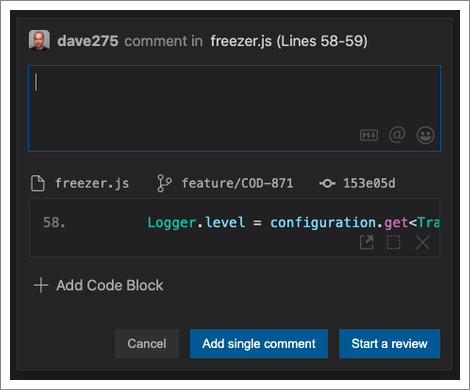 dave275 comment in freezer.js (Lines 58-59)
freezer.js feature/COD-871 153e05d
58. Logger.level = configuration.get<Tra
Add Code Block
Cancel Add single comment Start a review